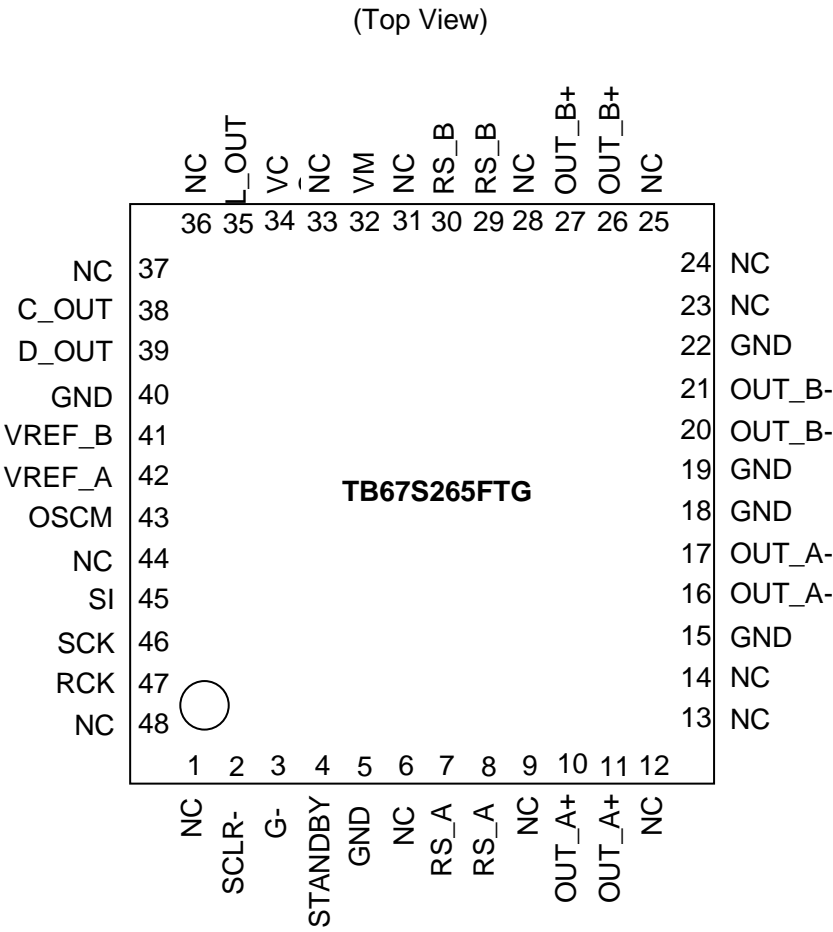 (Top View)
NC
L_OUT
VC
NC
VM
NC
RS_B
RS_B
NC
OUT_B+
OUT_B+
NC
36 35 34 33 32 31 30 29 28 27 26 25
NC 37
C_OUT 38
D_OUT 39
GND 40
VREF_B 41
VREF_A 42
OSCM 43
NC 44
SI 45
SCK 46
RCK 47
NC 48
TB67S265FTG
24 NC
23 NC
22 GND
21 OUT_B-
20 OUT_B-
19 GND
18 GND
17 OUT_A-
16 OUT_A-
15 GND
14 NC
13 NC
1 2 3 4 5 6 7 8 9 10 11 12
NC
SCLR-
G-
STANDBY
GND
NC
RS_A
RS_A
NC
OUT_A+
OUT_A+
NC